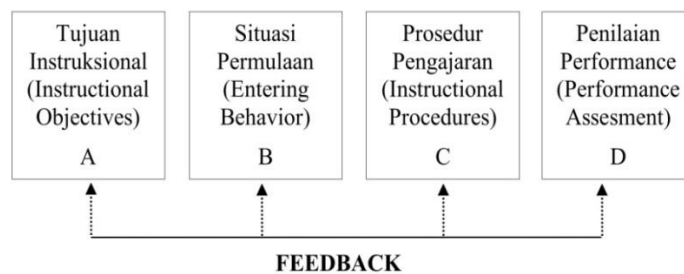 Tujuan
Instruksional
(Instructional
Objectives)
A
Situasi
Permulaan
(Entering
Behavior)
B
Prosedur
Pengajaran
(Instructional
Procedures)
C
Penilaian
Performance
(Performance
Assesment)
D
FEEDBACK